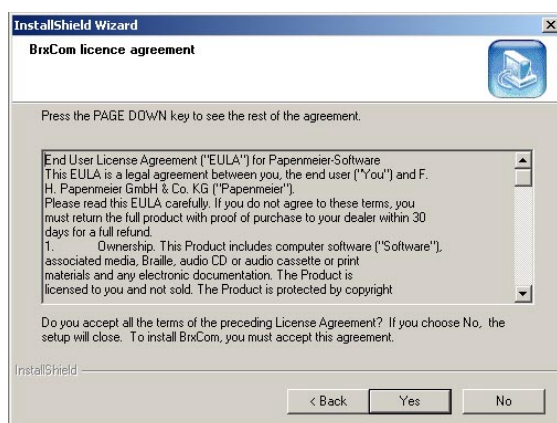 InstallShield Wizard
BrxCom licence agreement
Press the PAGE DOWN key to see the rest of the agreement.
End User License Agreement ("EULA") for Papenmeier-Software
This EULA is a legal agreement between you, the end user ("You") and F.
H. Papenmeier GmbH & Co. KG ("Papenmeier").
Please read this EULA carefully. If you do not agree to these terms, you
must return the full product with proof of purchase to your dealer within 30
days for a full refund.
1. Ownership. This Product includes computer software ("Software"),
associated media, Braille, audio CD or audio cassette or print
materials and any electronic documentation. The Product is
licensed to you and not sold. The Product is protected by copyright
Do you accept all the terms of the preceding License Agreement? If you choose No, the
setup will close. To install BrxCom, you must accept this agreement.
InstallShield
< Back Yes No